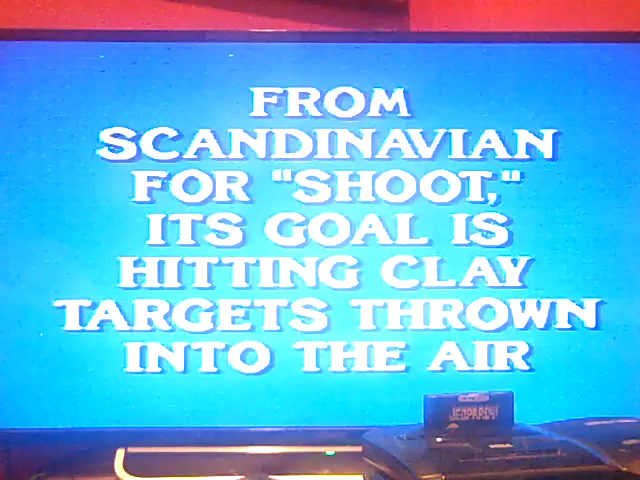 FROM
SCANDINAVIAN
FOR "SHOOT,"
ITS GOAL IS
HITTING CLAY
TARGETS THROWN
INTO THE AIR
JEOPARDY!